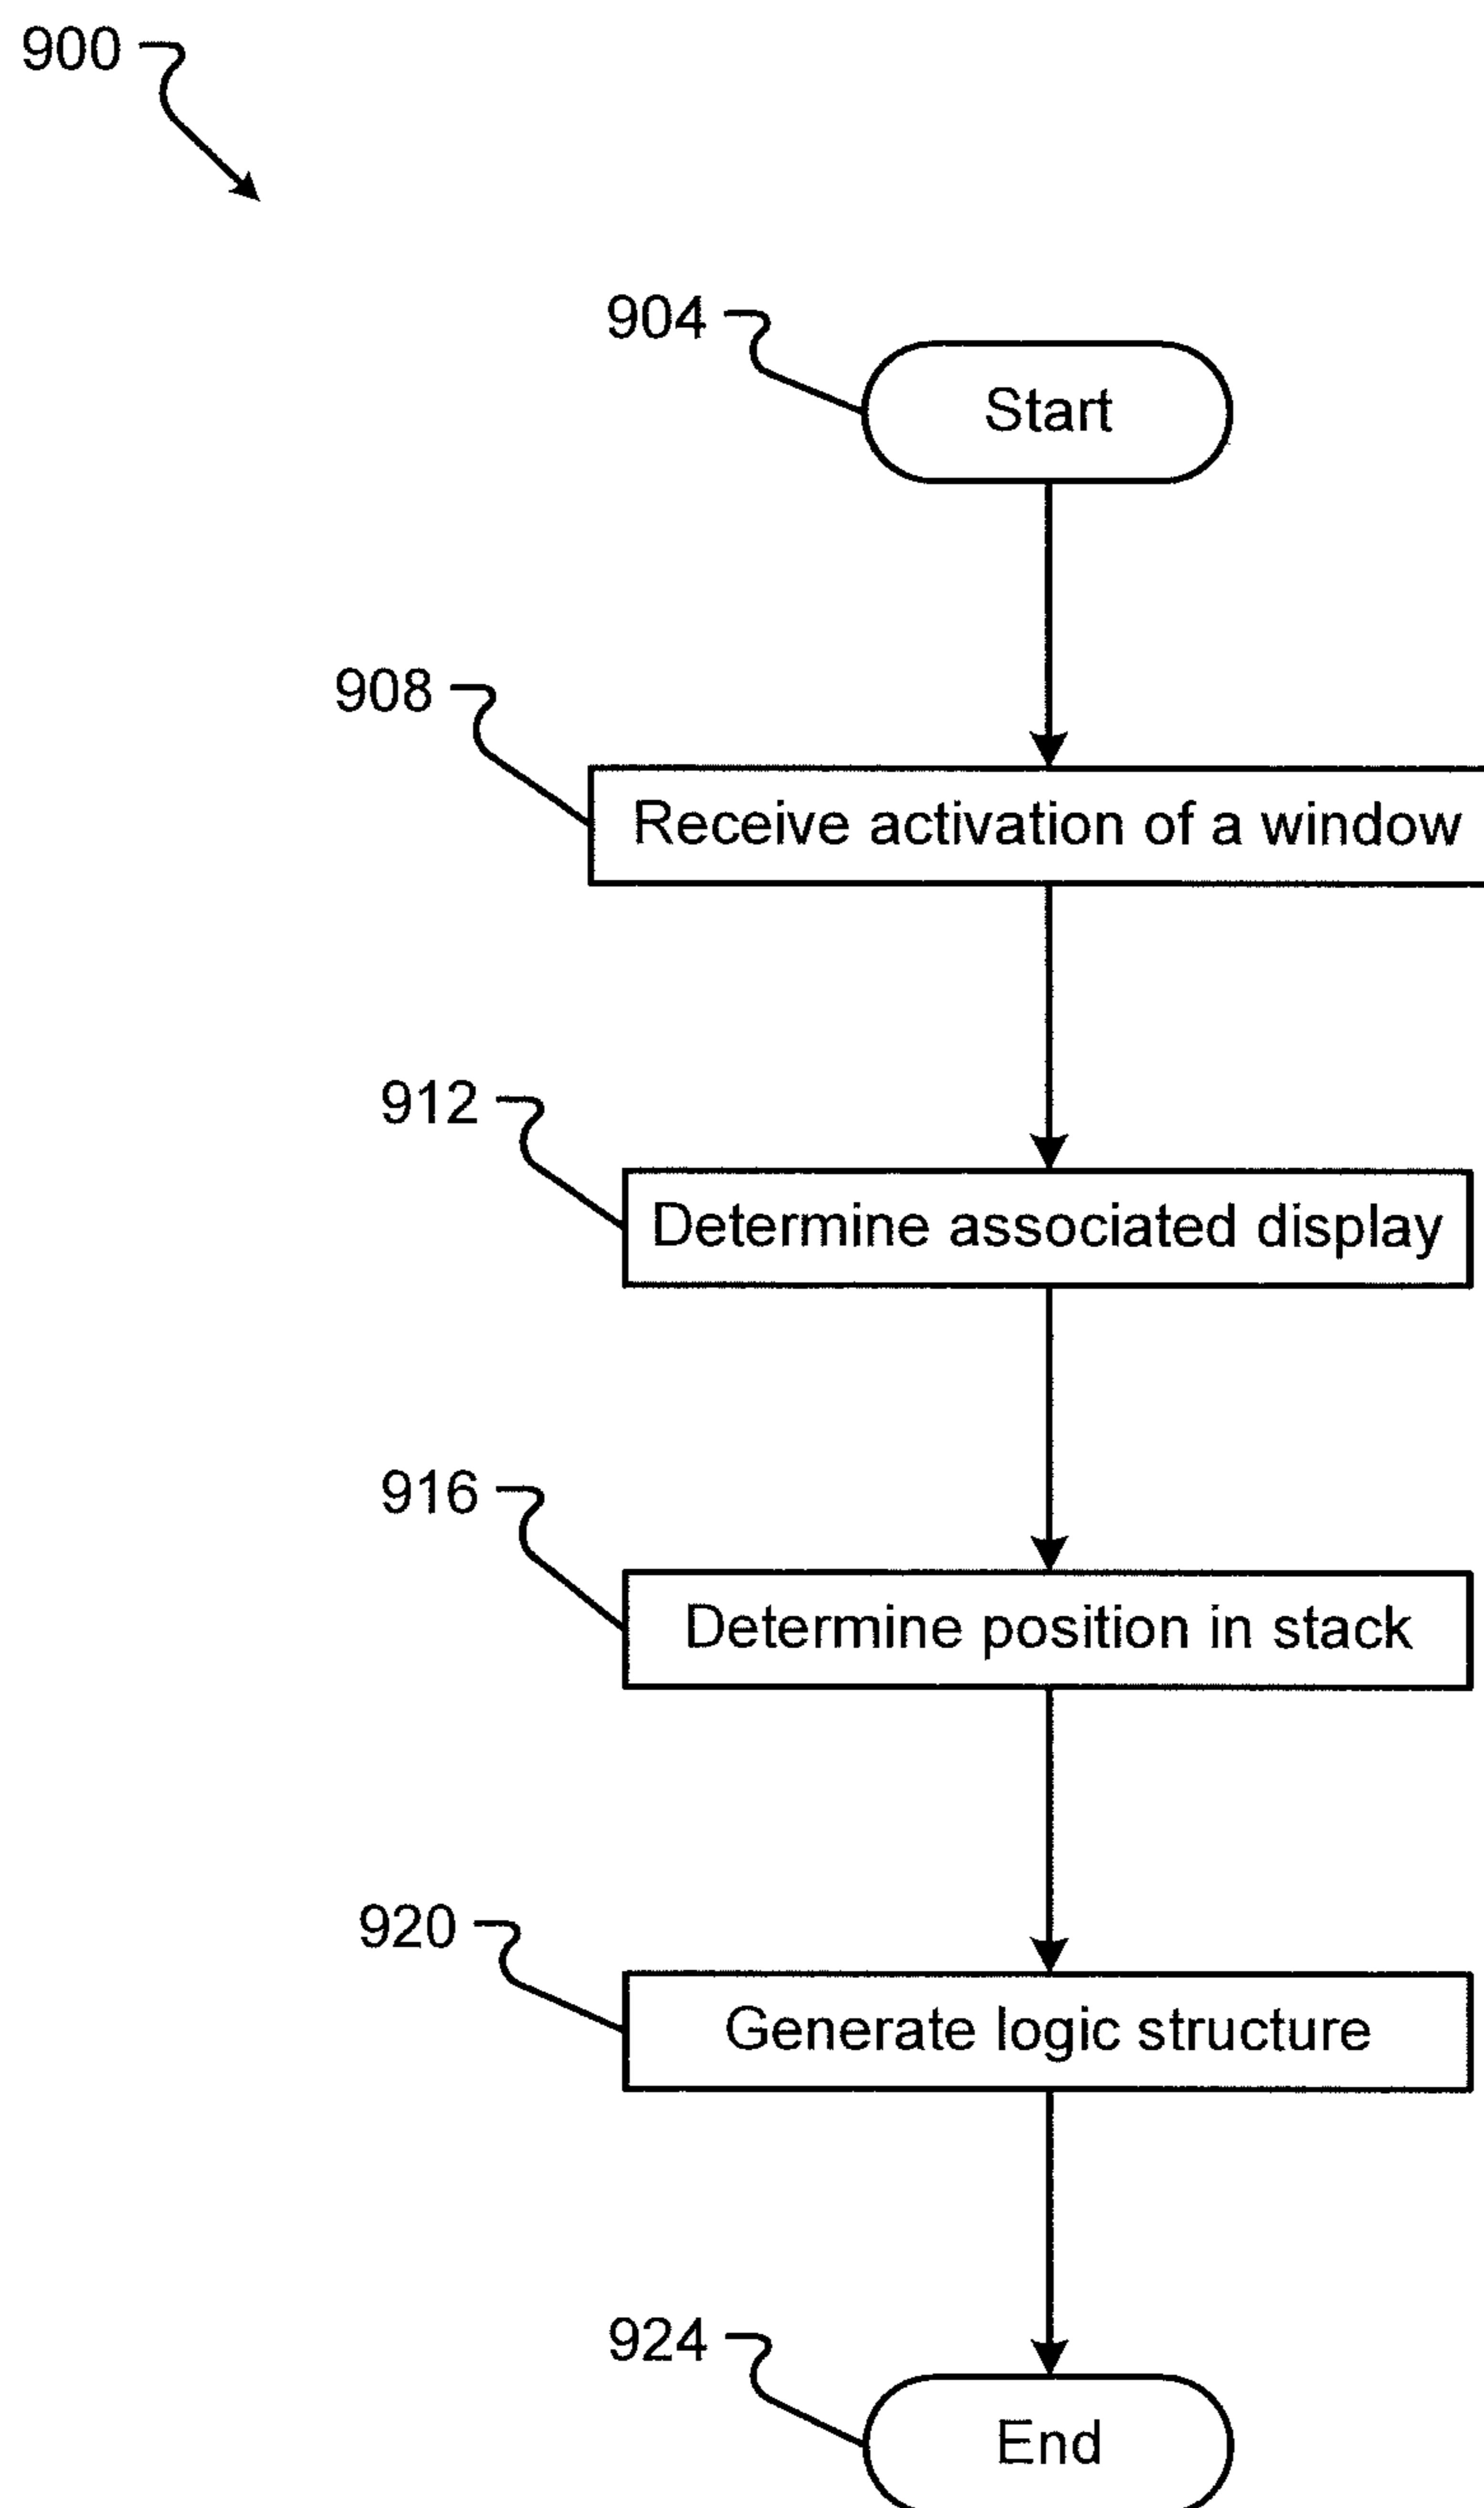 900
904
Start
908
Receive activation of a window
912
Determine associated display
916
Determine position in stack
920
Generate logic structure
924
End